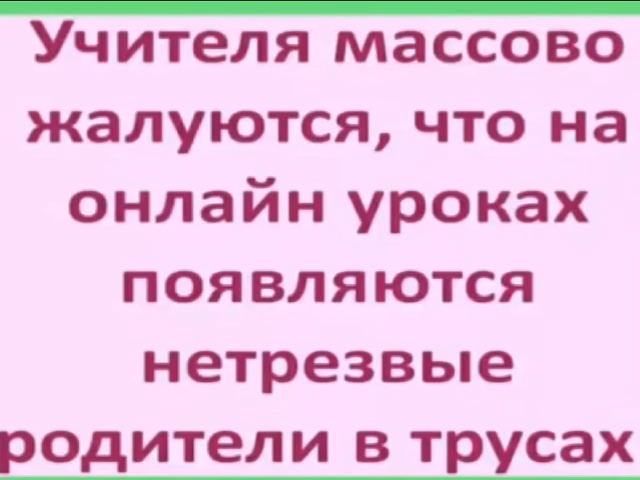 Учителя массово
жалуются, что на
онлайн уроках
появляются
нетрезвые
родители в трусах